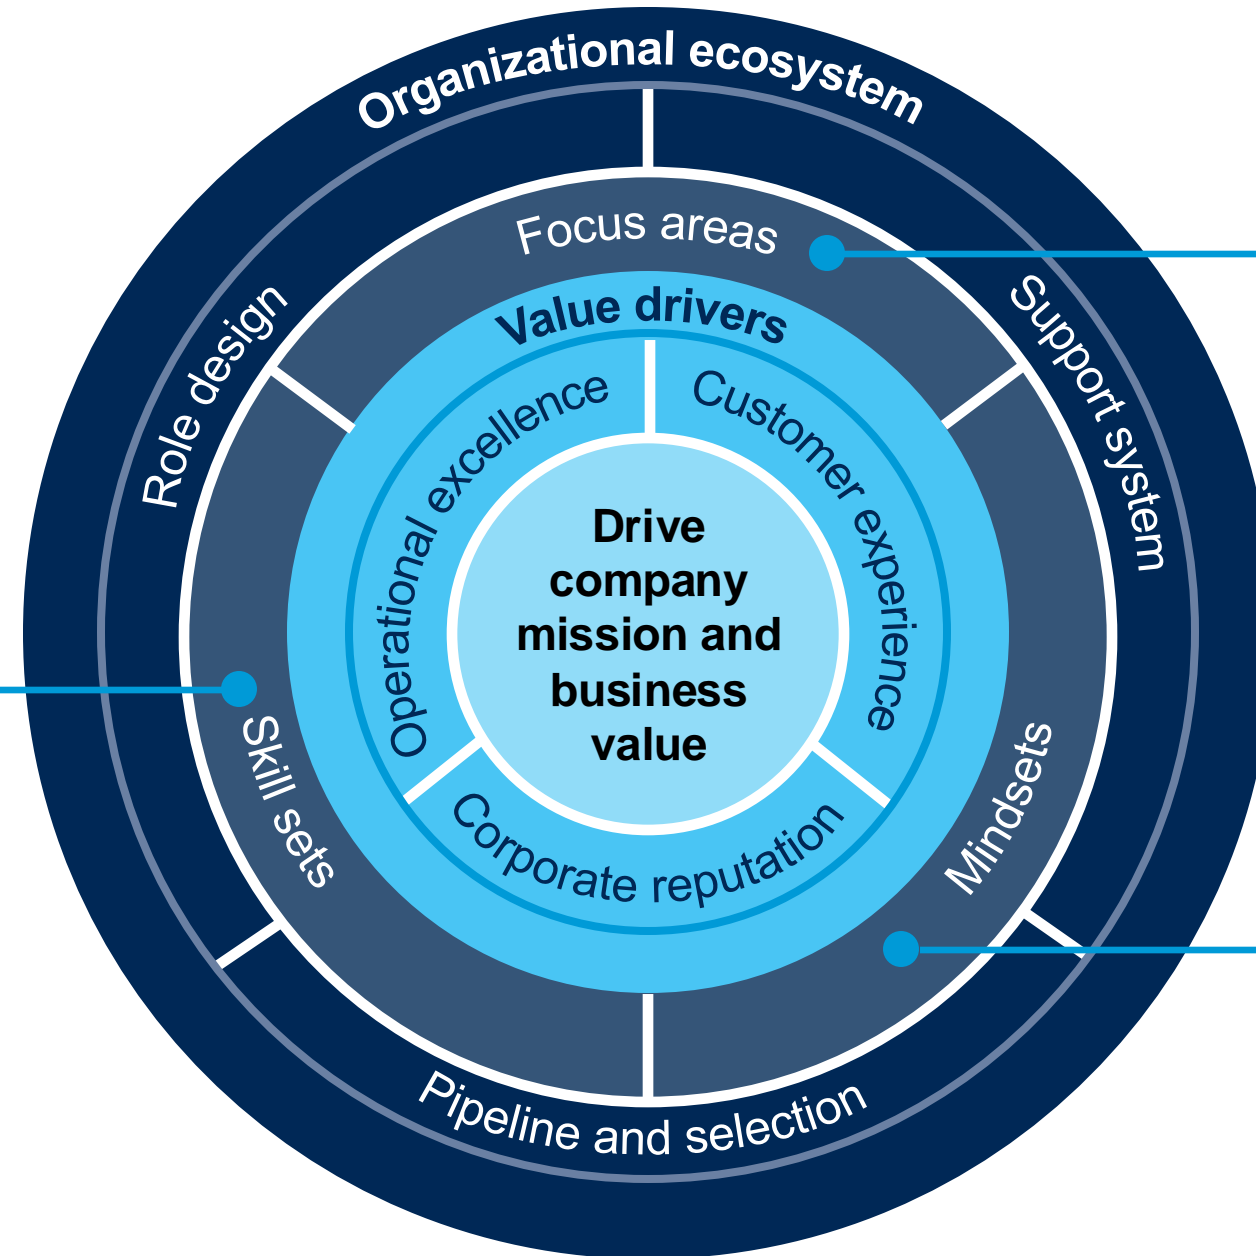 Organizational ecosystem
Focus areas
Role design
Support system
Value drivers
Operational excellence
Customer experience
Drive
company
mission and
business
value
Skill sets
Mindsets
Corporate reputation
Pipeline and selection